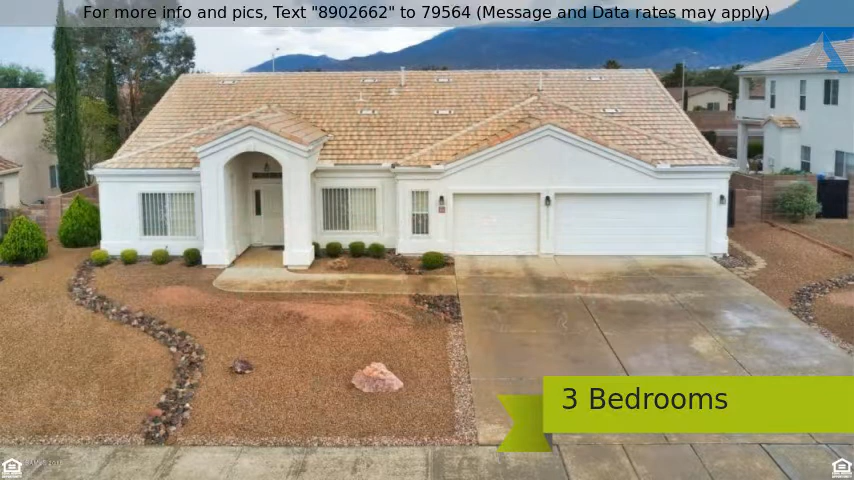 For more info and pics, Text "8902662" to 79564 (Message and Data rates may apply)
3 Bedrooms